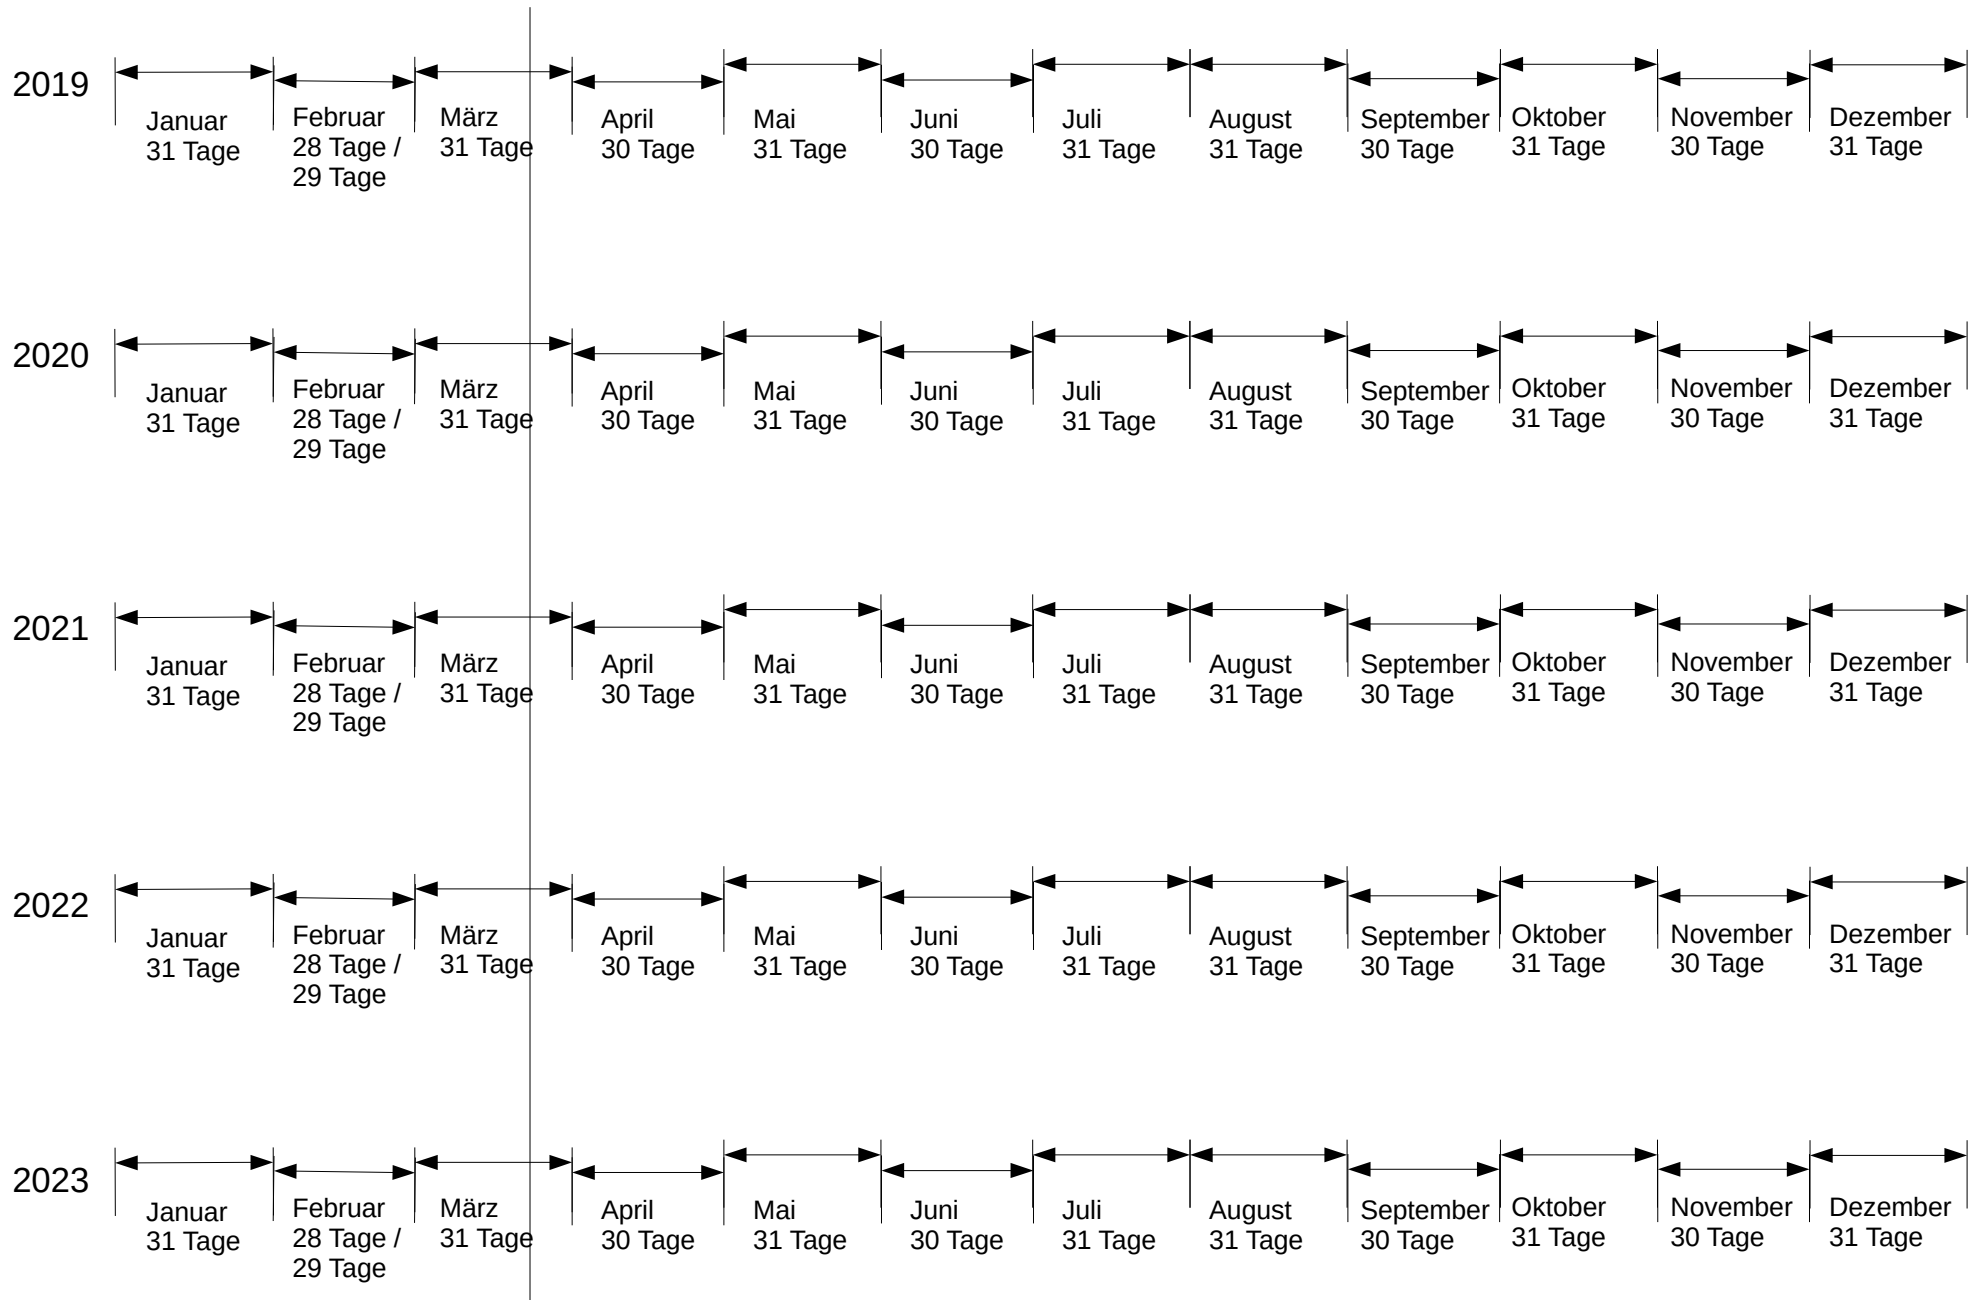 2019
Januar
31 Tage
Februar
28 Tage /
29 Tage
März
31 Tage
April
30 Tage
Mai
31 Tage
Juni
30 Tage
Juli
31 Tage
August
31 Tage
September
30 Tage
Oktober
31 Tage
November
30 Tage
Dezember
31 Tage
2020
Januar
31 Tage
Februar
28 Tage /
29 Tage
März
31 Tage
April
30 Tage
Mai
31 Tage
Juni
30 Tage
Juli
31 Tage
August
31 Tage
September
30 Tage
Oktober
31 Tage
November
30 Tage
Dezember
31 Tage
2021
Januar
31 Tage
Februar
28 Tage /
29 Tage
März
31 Tage
April
30 Tage
Mai
31 Tage
Juni
30 Tage
Juli
31 Tage
August
31 Tage
September
30 Tage
Oktober
31 Tage
November
30 Tage
Dezember
31 Tage
2022
Januar
31 Tage
Februar
28 Tage /
29 Tage
März
31 Tage
April
30 Tage
Mai
31 Tage
Juni
30 Tage
Juli
31 Tage
August
31 Tage
September
30 Tage
Oktober
31 Tage
November
30 Tage
Dezember
31 Tage
2023
Januar
31 Tage
Februar
28 Tage /
29 Tage
März
31 Tage
April
30 Tage
Mai
31 Tage
Juni
30 Tage
Juli
31 Tage
August
31 Tage
September
30 Tage
Oktober
31 Tage
November
30 Tage
Dezember
31 Tage